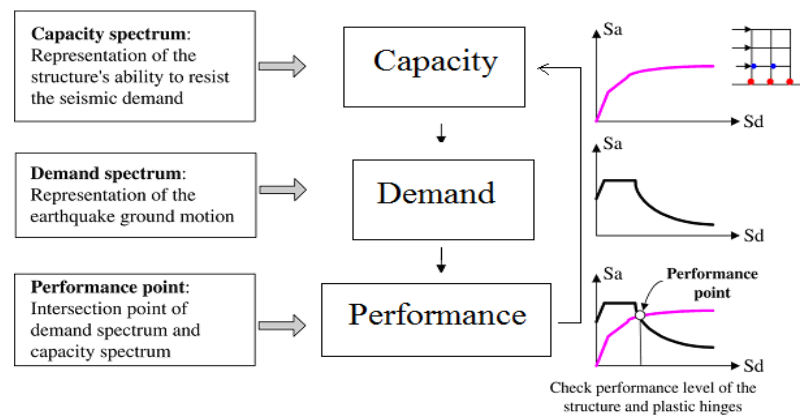 Capacity spectrum:
Representation of the
structure's ability to resist
the seismic demand
Capacity
Sa
Sd
Demand spectrum:
Representation of the
earthquake ground motion
Demand
Sa
Sd
Performance point:
Intersection point of
demand spectrum and
capacity spectrum
Performance
Sa
Performance
point
Sd
Check performance level of the
structure and plastic hinges